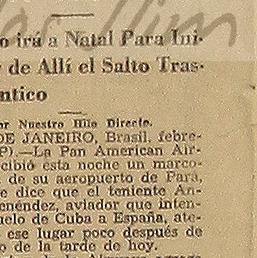 o irá a Natal Para Ini-
r de Allí el Salto Tras-
ntico
or Nuestro Hilo Directo.
DE JANEIRO, Brasil, febre-
P).—La Pan American Air-
cibió esta noche un marco-
de su aeropuerto de Para,
e dice que el teniente An-
enéndez, aviador que inten-
uelo de Cuba a España, ate-
ese lugar poco después de
o de la tarde de hoy.